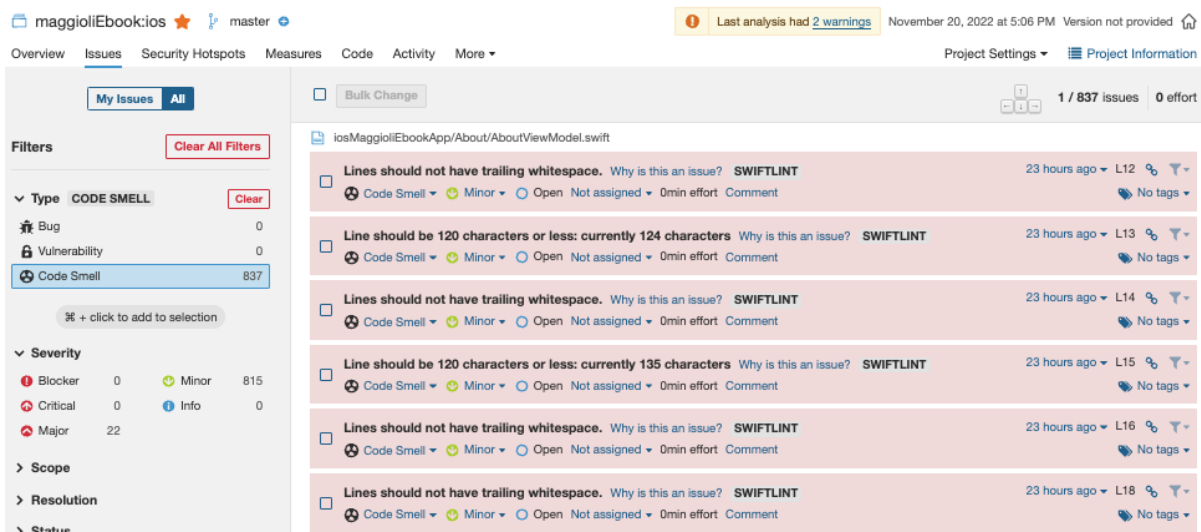 maggioliEbook:ios master
Last analysis had 2 warnings November 20, 2022 at 5:06 PM Version not provided
Overview Issues Security Hotspots Measures Code Activity More
Project Settings Project Information
My Issues All
Bulk Change
1 / 837 issues 0 effort
Filters Clear All Filters
Type CODE SMELL Clear
Bug 0
Vulnerability 0
Code Smell 837
⌘ + click to add to selection
Severity
Blocker 0 Minor 815
Critical 0 Info 0
Major 22
Scope
Resolution
Status
iosMaggioliEbookApp/About/AboutViewModel.swift
Lines should not have trailing whitespace. Why is this an issue? SWIFTLINT 23 hours ago L12
Code Smell Minor Open Not assigned 0min effort Comment No tags
Line should be 120 characters or less: currently 124 characters Why is this an issue? SWIFTLINT 23 hours ago L13
Code Smell Minor Open Not assigned 0min effort Comment No tags
Lines should not have trailing whitespace. Why is this an issue? SWIFTLINT 23 hours ago L14
Code Smell Minor Open Not assigned 0min effort Comment No tags
Line should be 120 characters or less: currently 135 characters Why is this an issue? SWIFTLINT 23 hours ago L15
Code Smell Minor Open Not assigned 0min effort Comment No tags
Lines should not have trailing whitespace. Why is this an issue? SWIFTLINT 23 hours ago L16
Code Smell Minor Open Not assigned 0min effort Comment No tags
Lines should not have trailing whitespace. Why is this an issue? SWIFTLINT 23 hours ago L18
Code Smell Minor Open Not assigned 0min effort Comment No tags